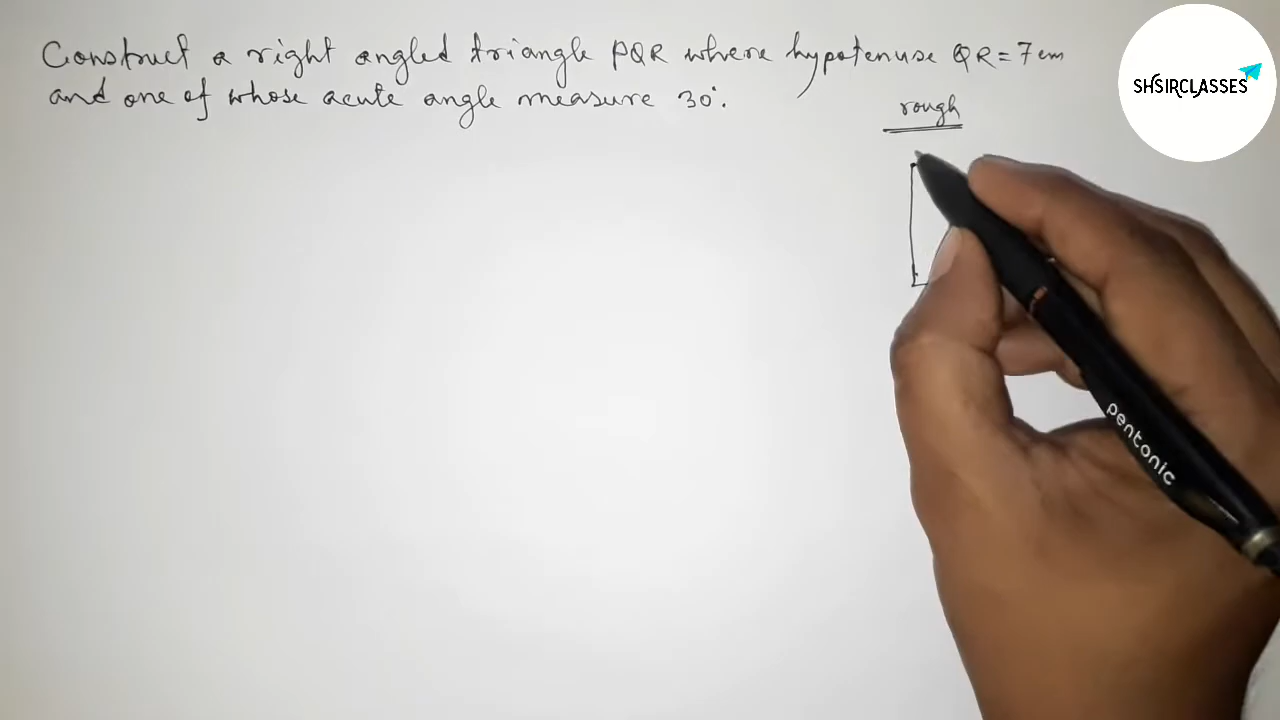 Construct a right angled triangle PQR where hypotenuse QR = 7 cm
and one of whose acute angle measure 30°.
rough
SHSIRCLASSES
pentonic